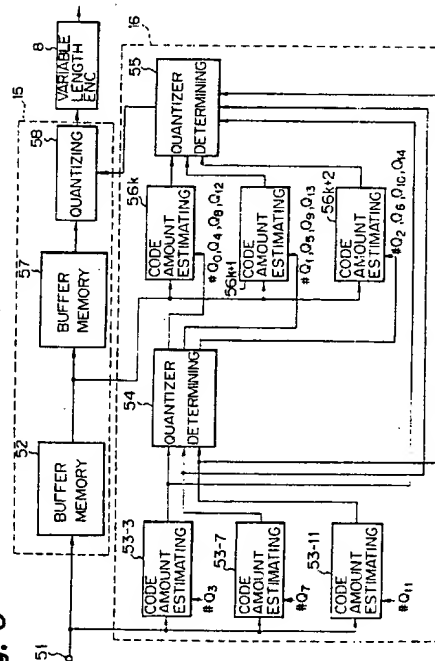 51
52
BUFFER
MEMORY
57
BUFFER
MEMORY
15
58
QUANTIZING
8
VARIABLE
LENGTH
ENC
16
53-3
CODE
AMOUNT
ESTIMATING
#Q3
53-7
CODE
AMOUNT
ESTIMATING
#Q7
53-11
CODE
AMOUNT
ESTIMATING
#Q11
54
QUANTIZER
DETERMINING
56k
CODE
AMOUNT
ESTIMATING
#Q0,Q4,Q8,Q12
56k+1
CODE
AMOUNT
ESTIMATING
#Q1,Q5,Q9,Q13
56k+2
CODE
AMOUNT
ESTIMATING
#Q2,Q6,Q10,Q14
55
QUANTIZER
DETERMINING